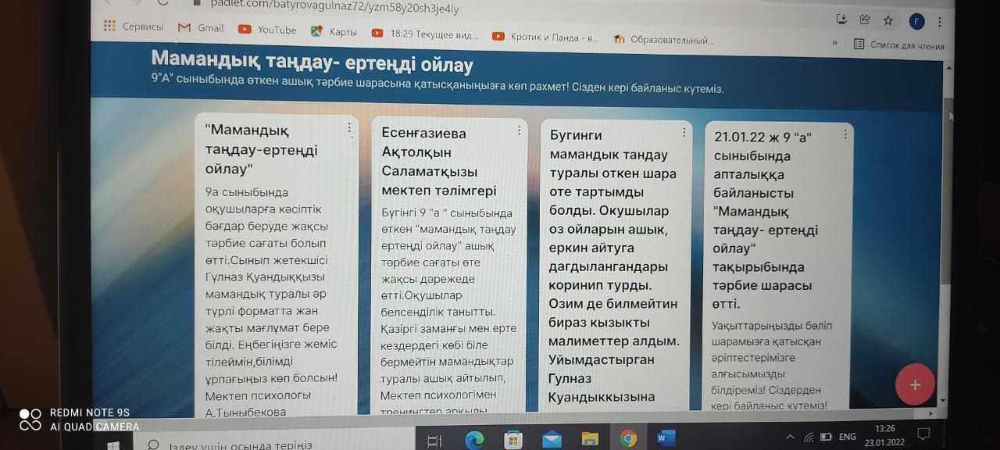 padlet.com/batyrovagulnaz72/yzm58y20sh3je4ly
Г
Сервисы
Gmail
YouTube
Карты
18:29 Текущее вид...
Кротик и Панда - в...
Образовательный...
»
Список для чтения
Мамандық таңдау- ертеңді ойлау
9"А" сыныбында өткен ашық тәрбие шарасына қатысқаныңызға көп рахмет! Сізден кері байланыс күтеміз.
"Мамандық
таңдау-ертеңді
ойлау"
9а сыныбында
оқушыларға кәсіптік
бағдар беруде жақсы
тәрбие сағаты болып
өтті.Сынып жетекшісі
Гүлназ Қуандыққызы
мамандық туралы әр
түрлі форматта жан
жақты мағлұмат бере
білді. Еңбегіңізге жеміс
тілеймін,білімді
ұрпағыңыз көп болсын!
Мектеп психологы
А.Тыныбекова
Есенғазиева
Ақтолқын
Саламатқызы
мектеп тәлімгері
Бүгінгі 9 "а " сыныбында
өткен "мамандық таңдау
ертеңді ойлау" ашық
тәрбие сағаты өте
жақсы дәрежеде
өтті.Оқушылар
белсенділік танытты.
Қазіргі заманғы мен ерте
кездердегі көбі біле
бермейтін мамандықтар
туралы ашық айтылып,
Мектеп психологімен
тренингтер арқылы
Бугинги
мамандык тандау
туралы откен шара
оте тартымды
болды. Окушылар
оз ойларын ашык,
еркин айтуга
дагдылангандары
коринип турды.
Озим де билмейтин
бираз кызыкты
малиметтер алдым.
Уйымдастырган
Гулназ
Куандыккызына
21.01.22 ж 9 "а"
сыныбында
апталыққа
байланысты
"Мамандық
таңдау- ертеңді
ойлау"
тақырыбында
тәрбие шарасы
өтті.
Уақыттарыңызды бөліп
шарамызға қатысқан
әріптестерімізге
алғысымызды
білдіреміз! Сіздерден
кері байланыс күтеміз!
+
Іздеу үшін осында теріңіз
ENG
13:26
23.01.2022
REDMI NOTE 9S
AI QUAD CAMERA